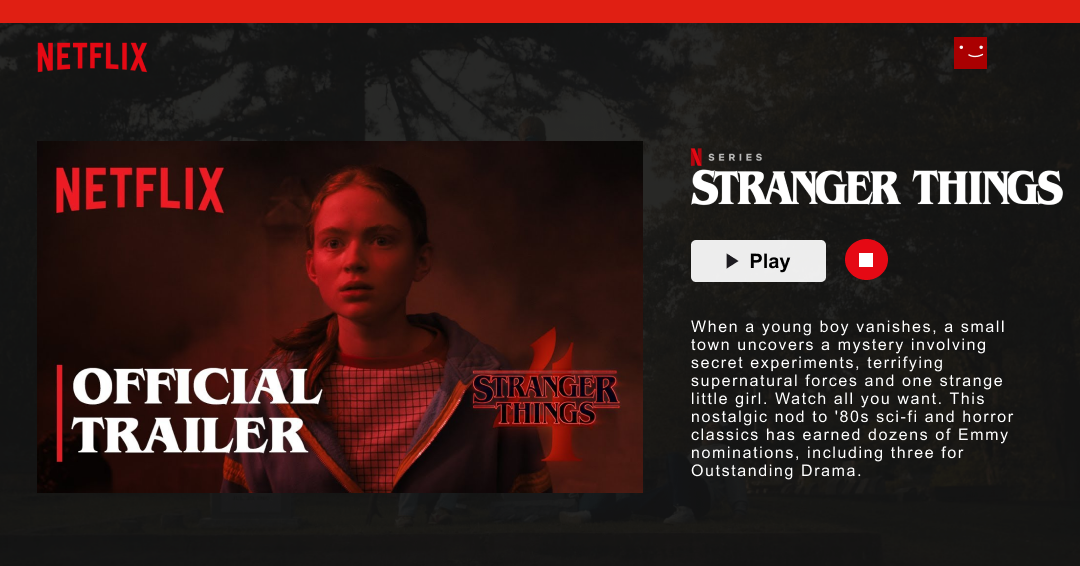 NETFLIX
NETFLIX
OFFICIAL
TRAILER
STRANGER
THINGS
4
N SERIES
STRANGER THINGS
Play
When a young boy vanishes, a small
town uncovers a mystery involving
secret experiments, terrifying
supernatural forces and one strange
little girl. Watch all you want. This
nostalgic nod to '80s sci-fi and horror
classics has earned dozens of Emmy
nominations, including three for
Outstanding Drama.